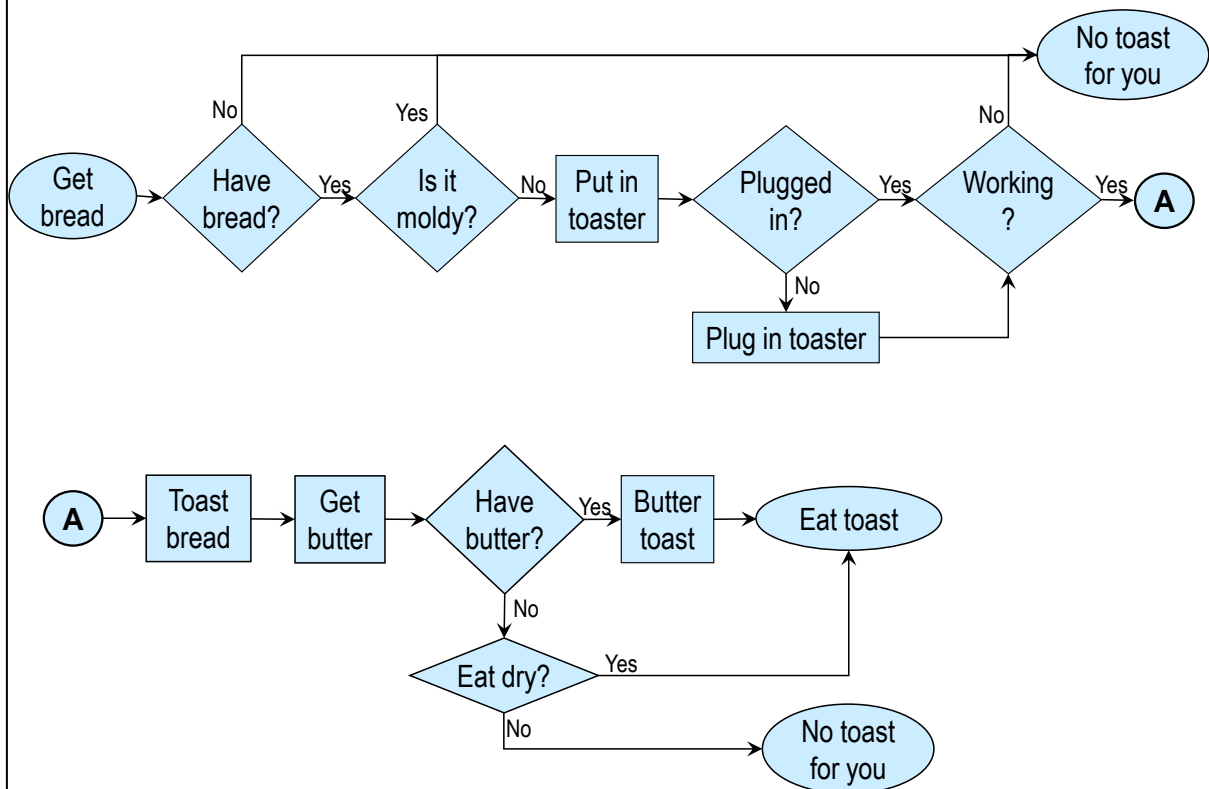 No toast
for you
No
Yes
No
Get
bread
Have
bread?
Yes
Is it
moldy?
No
Put in
toaster
Plugged
in?
Yes
Working
?
Yes
A
No
Plug in toaster
A
Toast
bread
Get
butter
Have
butter?
Yes
Butter
toast
Eat toast
No
Eat dry?
Yes
No
No toast
for you